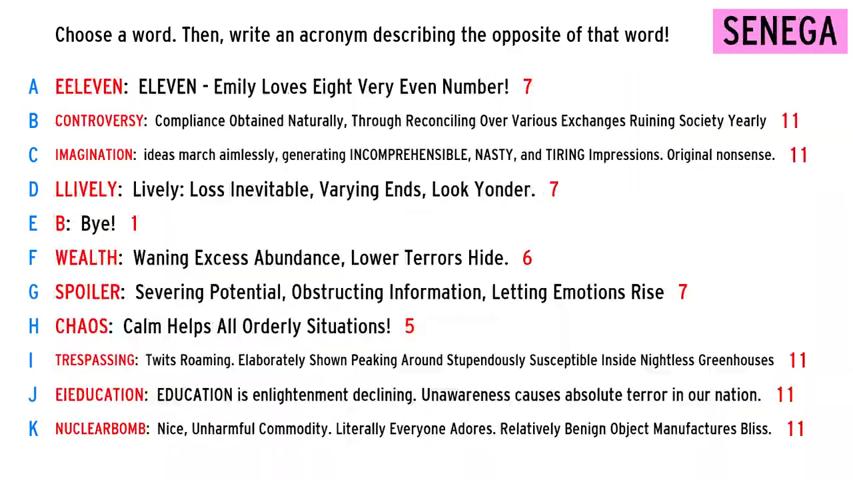 Choose a word. Then, write an acronym describing the opposite of that word!
SENEGA
A EELEVEN: ELEVEN - Emily Loves Eight Very Even Number! 7
B CONTROVERSY: Compliance Obtained Naturally, Through Reconciling Over Various Exchanges Ruining Society Yearly 11
C IMAGINATION: ideas march aimlessly, generating INCOMPREHENSIBLE, NASTY, and TIRING Impressions. Original nonsense. 11
D LLIVELY: Lively: Loss Inevitable, Varying Ends, Look Yonder. 7
E B: Bye! 1
F WEALTH: Waning Excess Abundance, Lower Terrors Hide. 6
G SPOILER: Severing Potential, Obstructing Information, Letting Emotions Rise 7
H CHAOS: Calm Helps All Orderly Situations! 5
I TRESPASSING: Twits Roaming. Elaborately Shown Peaking Around Stupendously Susceptible Inside Nightless Greenhouses 11
J EIEDUCATION: EDUCATION is enlightenment declining. Unawareness causes absolute terror in our nation. 11
K NUCLEARBOMB: Nice, Unharmful Commodity. Literally Everyone Adores. Relatively Benign Object Manufactures Bliss. 11